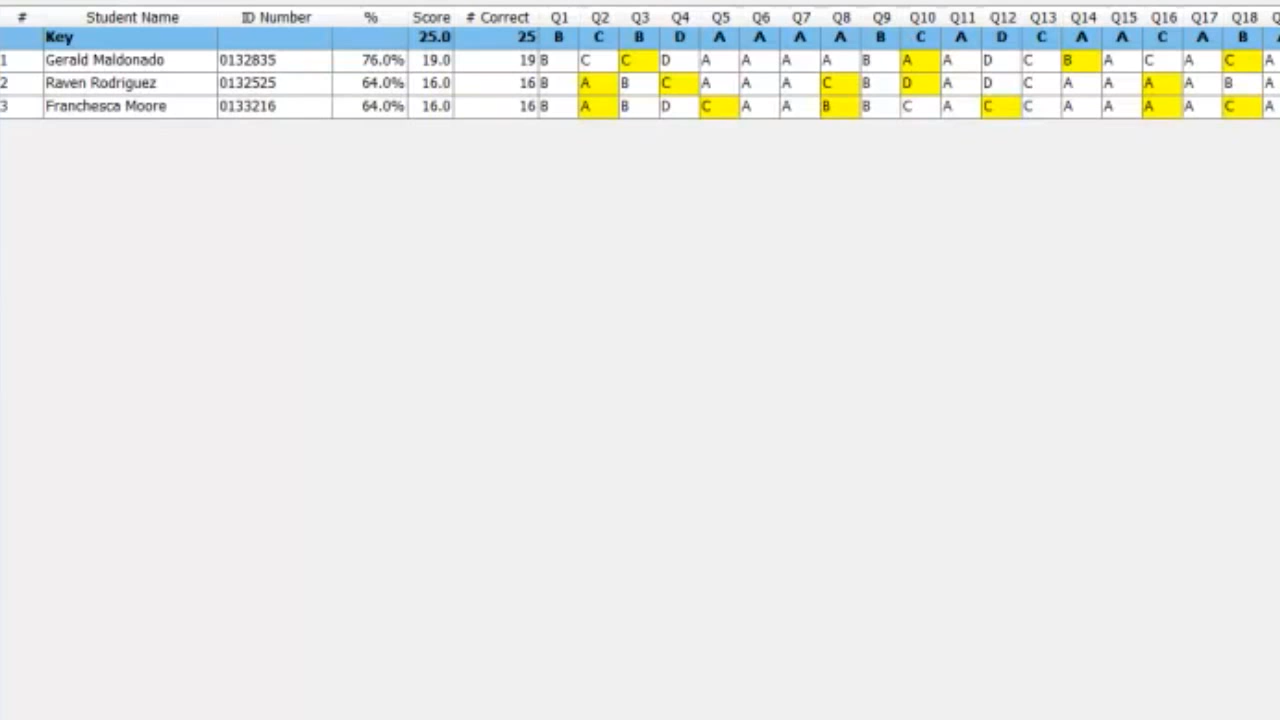 # Student Name ID Number % Score # Correct Q1 Q2 Q3 Q4 Q5 Q6 Q7 Q8 Q9 Q10 Q11 Q12 Q13 Q14 Q15 Q16 Q17 Q18
Key 25.0 25 B C B D A A A A B C A D C A A C A B
1 Gerald Maldonado 0132835 76.0% 19.0 19 B C C D A A A A B A A D C B A C A C A
2 Raven Rodriguez 0132525 64.0% 16.0 16 B A B C A A A C B D A D C A A A A B A
3 Franchesca Moore 0133216 64.0% 16.0 16 B A B D C A A B B C A C C A A A A C A